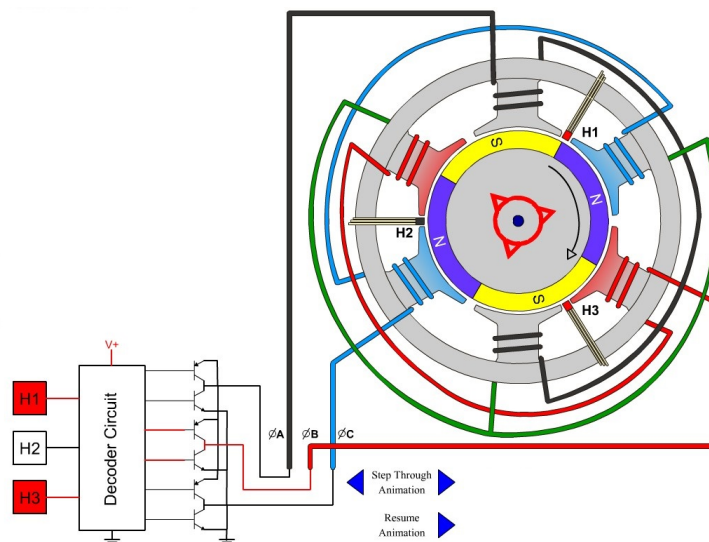 H1
S
N
H2
N
S
H3
V+
H1
H2
H3
Decoder Circuit
ØA
ØB
ØC
Step Through
Animation
Resume
Animation